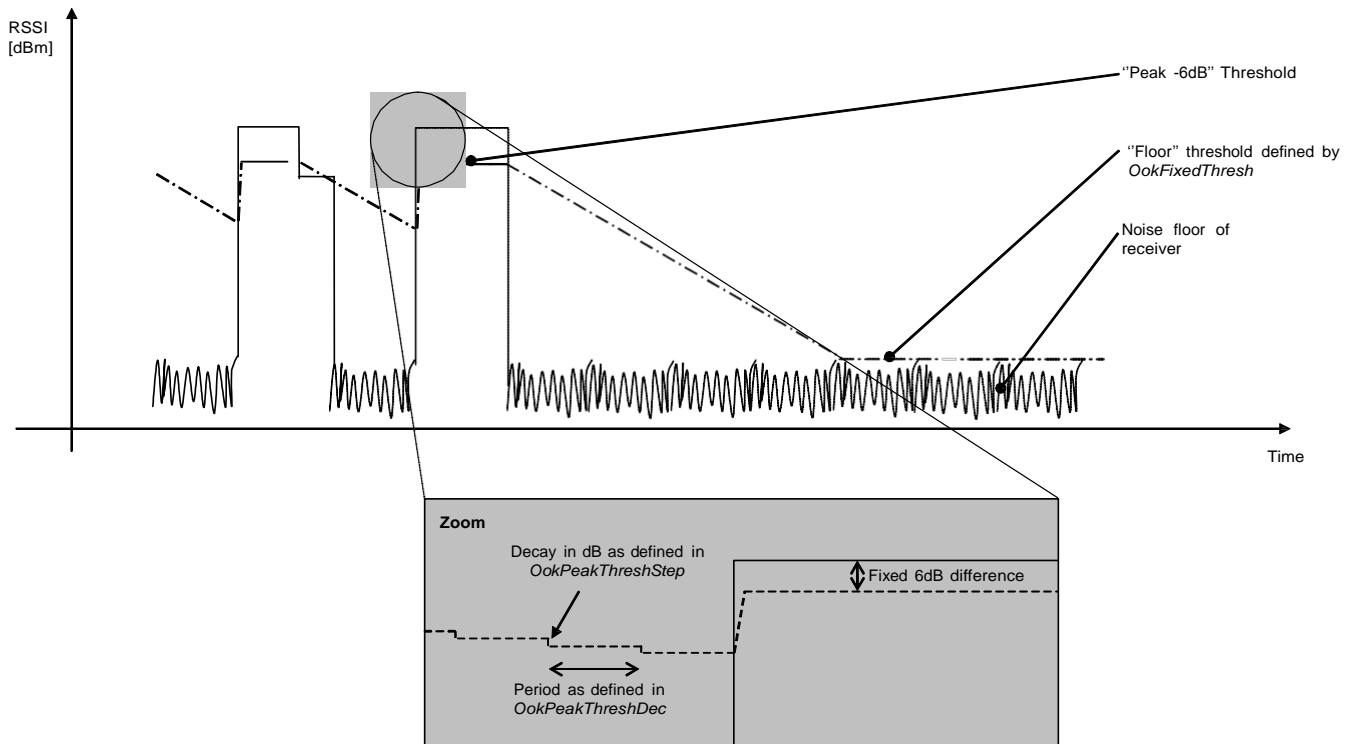 RSSI
[dBm]
‘’Peak -6dB’’ Threshold
‘’Floor’’ threshold defined by
OokFixedThresh
Noise floor of
receiver
Time
Zoom
Decay in dB as defined in
OokPeakThreshStep
Fixed 6dB difference
Period as defined in
OokPeakThreshDec